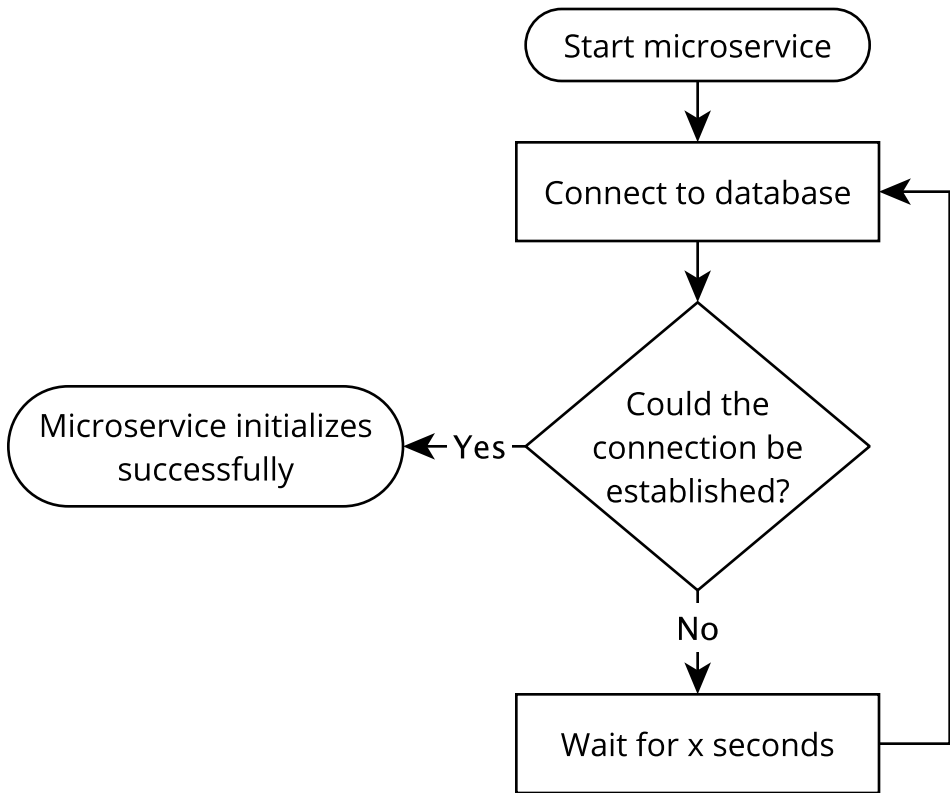 Start microservice
Connect to database
Could the
connection be
established?
Yes
Microservice initializes
successfully
No
Wait for x seconds